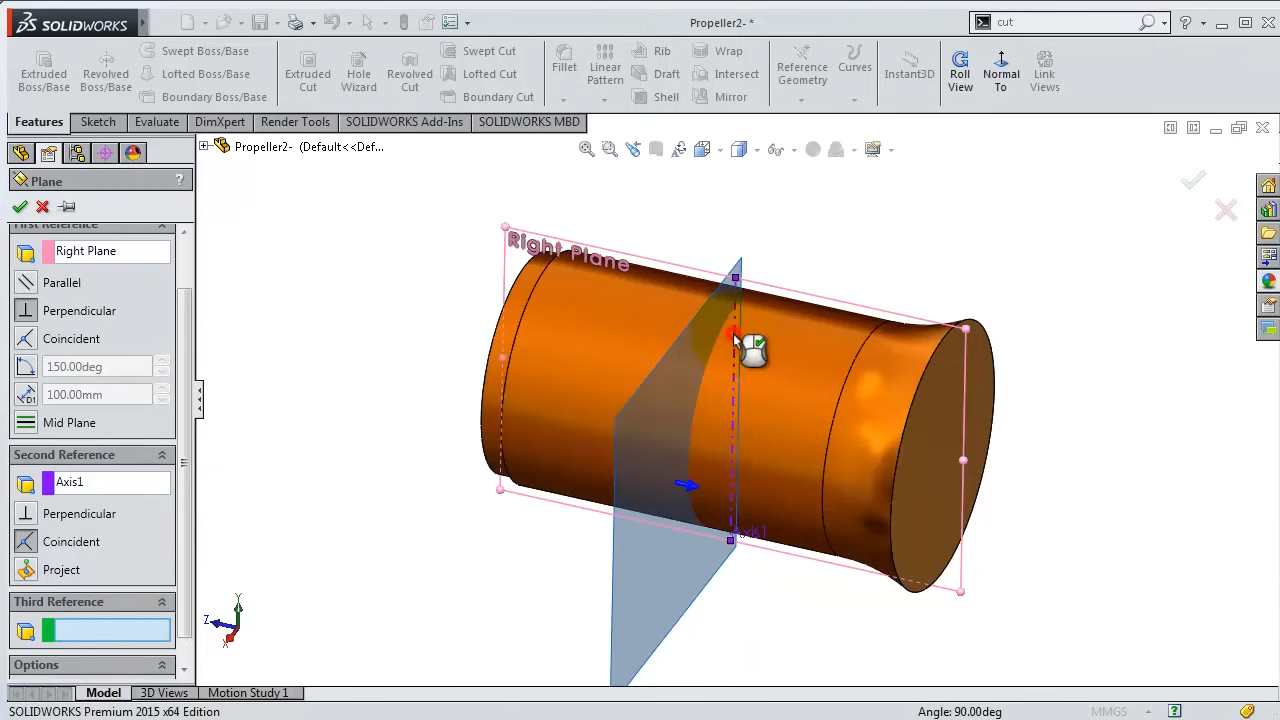 SOLIDWORKS
Propeller2- *
cut
Extruded Boss/Base
Revolved Boss/Base
Swept Boss/Base
Lofted Boss/Base
Boundary Boss/Base
Extruded Cut
Hole Wizard
Revolved Cut
Swept Cut
Lofted Cut
Boundary Cut
Fillet
Linear Pattern
Rib
Draft
Shell
Wrap
Intersect
Mirror
Reference Geometry
Curves
Instant3D
Roll View
Normal To
Link Views
Features
Sketch
Evaluate
DimXpert
Render Tools
SOLIDWORKS Add-Ins
SOLIDWORKS MBD
Propeller2- (Default<<Def...
Plane
?
First Reference
Right Plane
Parallel
Perpendicular
Coincident
150.00deg
100.00mm
Mid Plane
Second Reference
Axis1
Perpendicular
Coincident
Project
Third Reference
Options
Right Plane
Axis1
Y
Z
X
Model
3D Views
Motion Study 1
SOLIDWORKS Premium 2015 x64 Edition
Angle: 90.00deg
MMGS